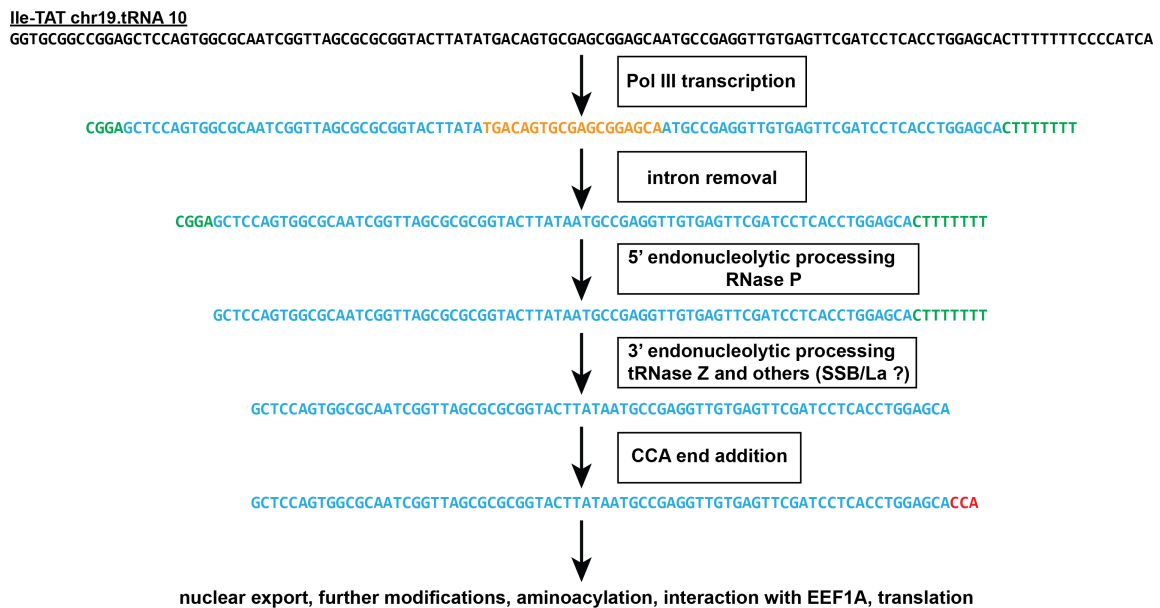 Ile-TAT chr19.tRNA 10
GGTGCGGCCGGAGCTCCAGTGGCGCAATCGGTTAGCGCGCGGTACTTATATGACAGTGCGAGCGGAGCAATGCCGAGGTTGTGAGTTCGATCCTCACCTGGAGCACTTTTTTTCCCCATCA
Pol III transcription
CGGAGCTCCAGTGGCGCAATCGGTTAGCGCGCGGTACTTATATGACAGTGCGAGCGGAGCAATGCCGAGGTTGTGAGTTCGATCCTCACCTGGAGCACTTTTTTT
intron removal
CGGAGCTCCAGTGGCGCAATCGGTTAGCGCGCGGTACTTATAATGCCGAGGTTGTGAGTTCGATCCTCACCTGGAGCACTTTTTTT
5’ endonucleolytic processing
RNase P
GCTCCAGTGGCGCAATCGGTTAGCGCGCGGTACTTATAATGCCGAGGTTGTGAGTTCGATCCTCACCTGGAGCACTTTTTTT
3’ endonucleolytic processing
tRNase Z and others (SSB/La ?)
GCTCCAGTGGCGCAATCGGTTAGCGCGCGGTACTTATAATGCCGAGGTTGTGAGTTCGATCCTCACCTGGAGCA
CCA end addition
GCTCCAGTGGCGCAATCGGTTAGCGCGCGGTACTTATAATGCCGAGGTTGTGAGTTCGATCCTCACCTGGAGCACCA
nuclear export, further modifications, aminoacylation, interaction with EEF1A, translation